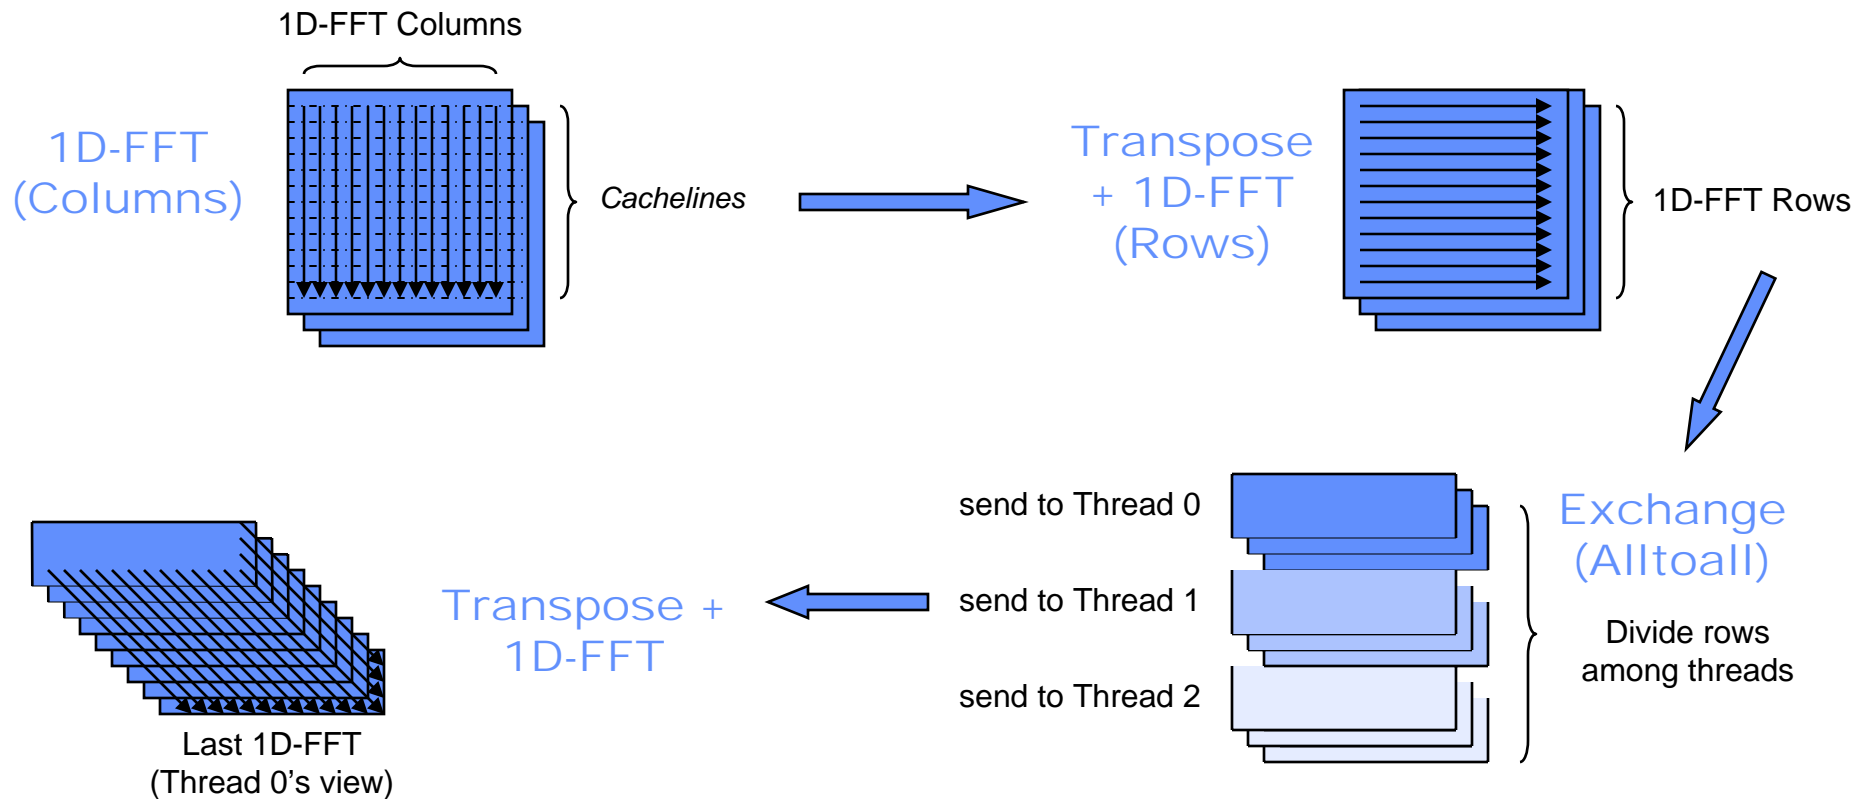 1D-FFT Columns
1D-FFT
(Columns)
Cachelines
Transpose
+ 1D-FFT
(Rows)
1D-FFT Rows
Exchange
(Alltoall)
Divide rows
among threads
send to Thread 0
send to Thread 1
send to Thread 2
Transpose +
1D-FFT
Last 1D-FFT
(Thread 0’s view)